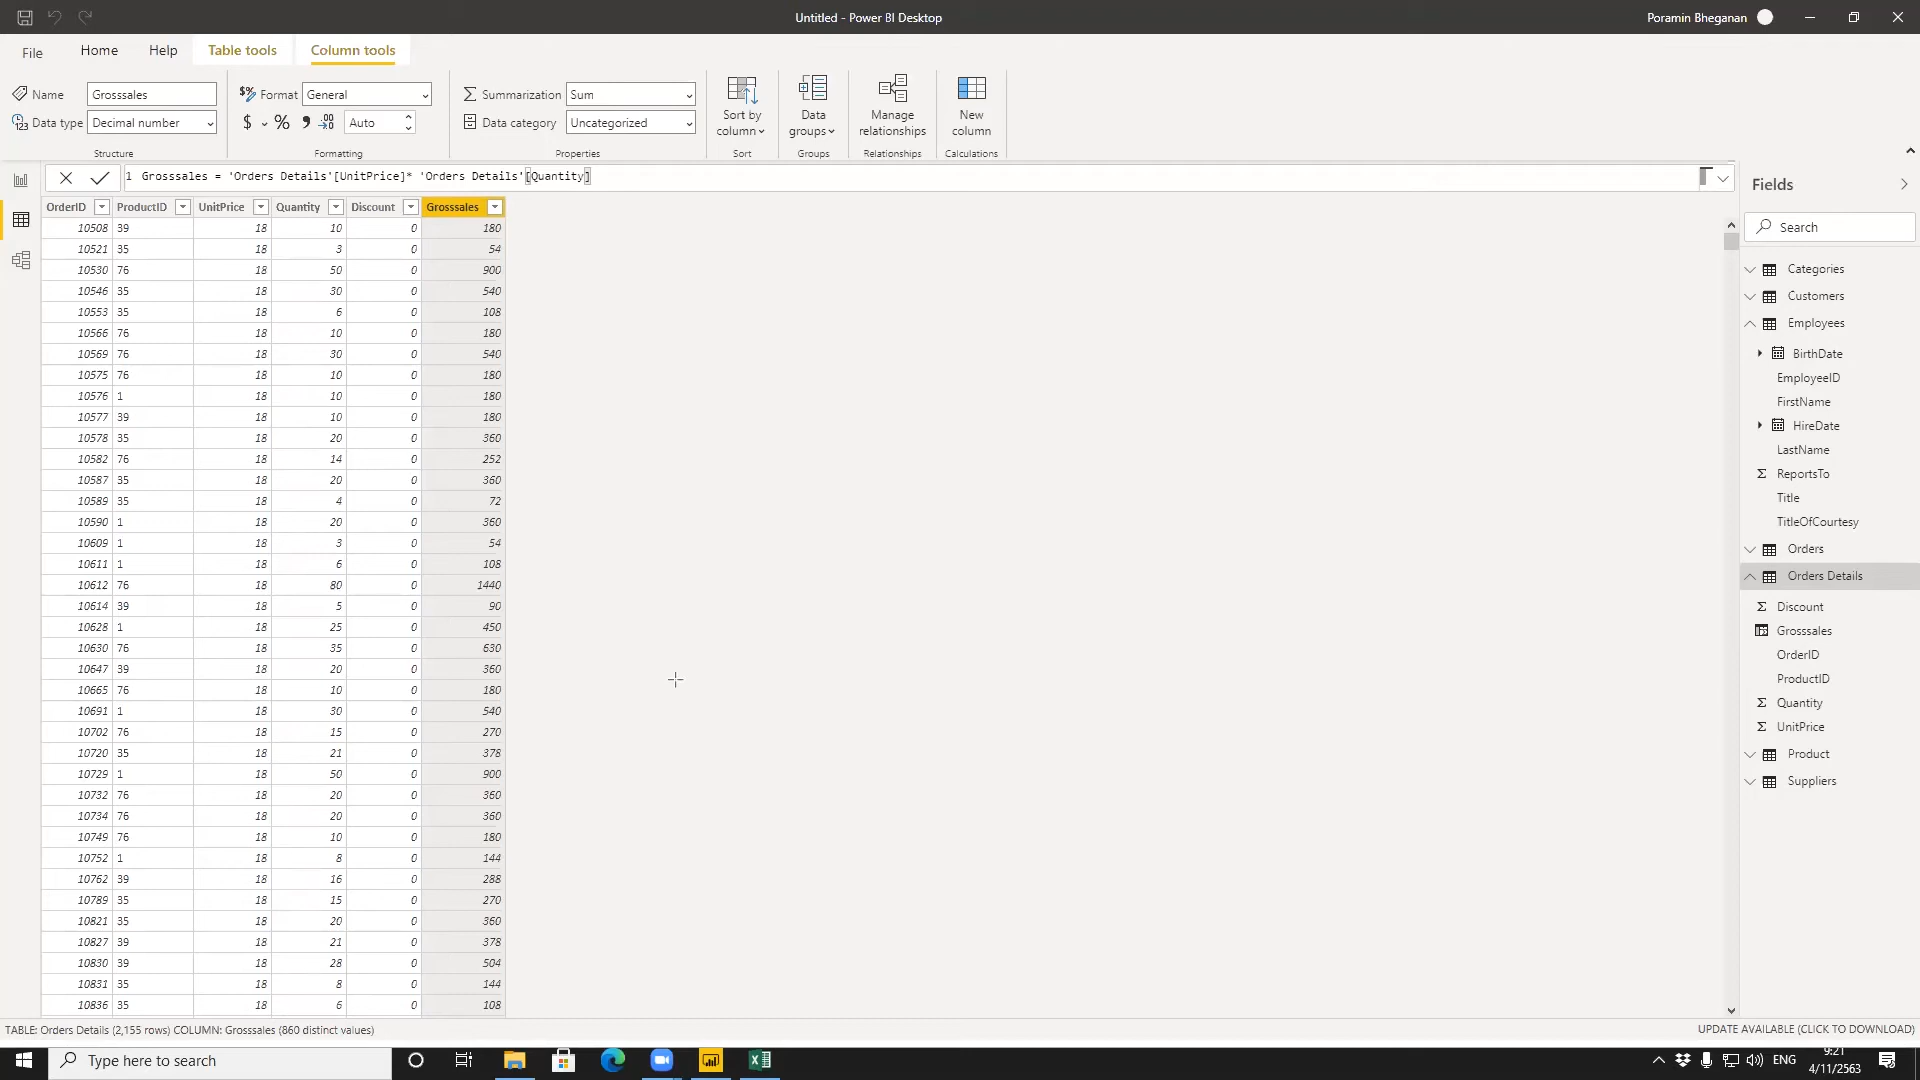 Untitled - Power BI Desktop
Poramin Bheganan
File Home Help Table tools Column tools
Name Grosssales
$% Format General
Summarization Sum
Data type Decimal number
$ % 9 .00 Auto
Data category Uncategorized
Sort by column
Data groups
Manage relationships
New column
Structure Formatting Properties Sort Groups Relationships Calculations
1 Grosssales = 'Orders Details'[UnitPrice]* 'Orders Details'[Quantity]
OrderID ProductID UnitPrice Quantity Discount Grosssales
10508 39 18 10 0 180
10521 35 18 3 0 54
10530 76 18 50 0 900
10546 35 18 30 0 540
10553 35 18 6 0 108
10566 76 18 10 0 180
10569 76 18 30 0 540
10575 76 18 10 0 180
10576 1 18 10 0 180
10577 39 18 10 0 180
10578 35 18 20 0 360
10582 76 18 14 0 252
10587 35 18 20 0 360
10589 35 18 4 0 72
10590 1 18 20 0 360
10609 1 18 3 0 54
10611 1 18 6 0 108
10612 76 18 80 0 1440
10614 39 18 5 0 90
10628 1 18 25 0 450
10630 76 18 35 0 630
10647 39 18 20 0 360
10665 76 18 10 0 180
10691 1 18 30 0 540
10702 76 18 15 0 270
10720 35 18 21 0 378
10729 1 18 50 0 900
10732 76 18 20 0 360
10734 76 18 20 0 360
10749 76 18 10 0 180
10752 1 18 8 0 144
10762 39 18 16 0 288
10789 35 18 15 0 270
10821 35 18 20 0 360
10827 39 18 21 0 378
10830 39 18 28 0 504
10831 35 18 8 0 144
10836 35 18 6 0 108
Fields
Search
Categories
Customers
Employees
BirthDate
EmployeeID
FirstName
HireDate
LastName
Σ ReportsTo
Title
TitleOfCourtesy
Orders
Orders Details
Σ Discount
Grosssales
OrderID
ProductID
Σ Quantity
Σ UnitPrice
Product
Suppliers
TABLE: Orders Details (2,155 rows) COLUMN: Grosssales (860 distinct values)
UPDATE AVAILABLE (CLICK TO DOWNLOAD)
Type here to search
ENG
9:21
4/11/2563